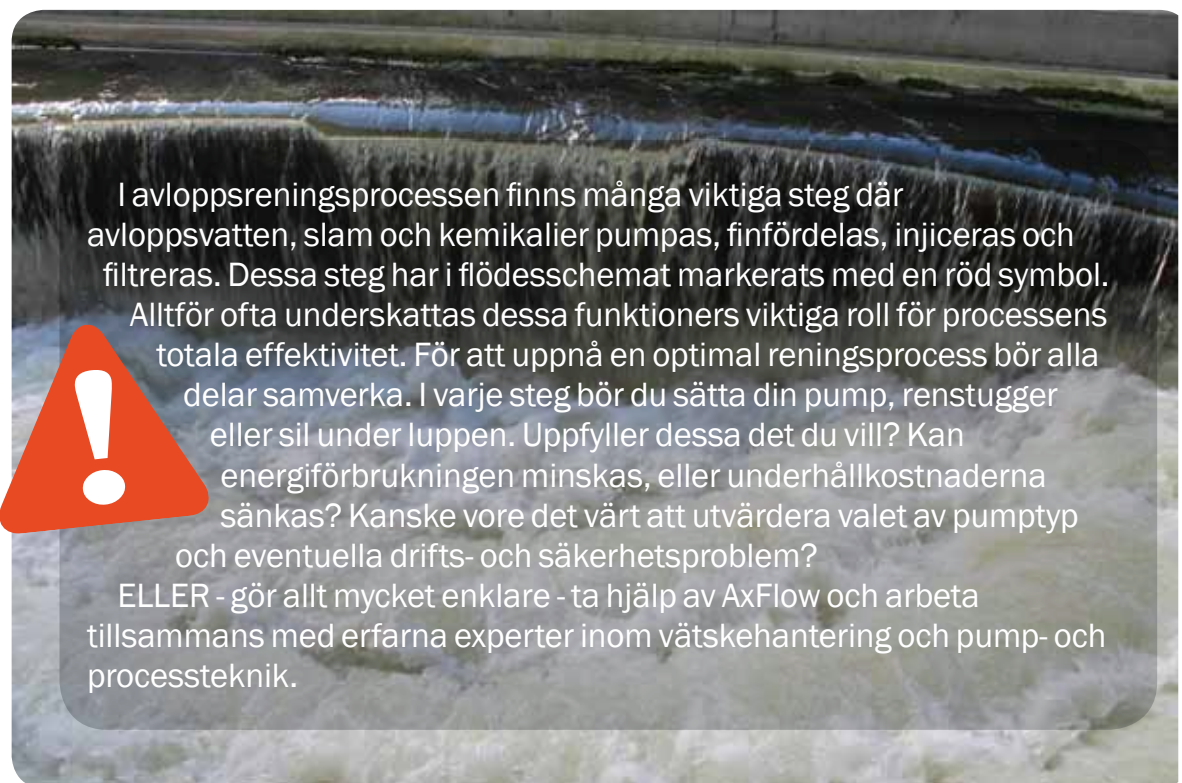 I avloppsreningsprocessen finns många viktiga steg där
avloppsvatten, slam och kemikalier pumpas, finfördelas, injiceras och
filtreras. Dessa steg har i flödesschemat markerats med en röd symbol.
Alltför ofta underskattas dessa funktioners viktiga roll för processens
totala effektivitet. För att uppnå en optimal reningsprocess bör alla
delar samverka. I varje steg bör du sätta din pump, renstugger
eller sil under luppen. Uppfyller dessa det du vill? Kan
energiförbrukningen minskas, eller underhållkostnaderna
sänkas? Kanske vore det värt att utvärdera valet av pumptyp
och eventuella drifts- och säkerhetsproblem?
ELLER - gör allt mycket enklare - ta hjälp av AxFlow och arbeta
tillsammans med erfarna experter inom vätskehantering och pump- och
processteknik.
!